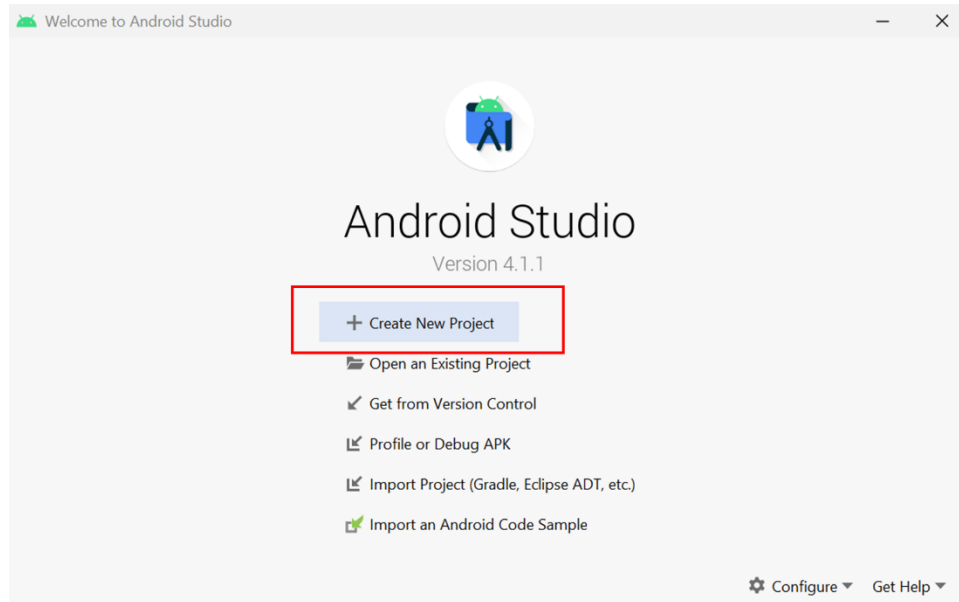 Welcome to Android Studio
Android Studio
Version 4.1.1
Create New Project
Open an Existing Project
Get from Version Control
Profile or Debug APK
Import Project (Gradle, Eclipse ADT, etc.)
Import an Android Code Sample
Configure Get Help